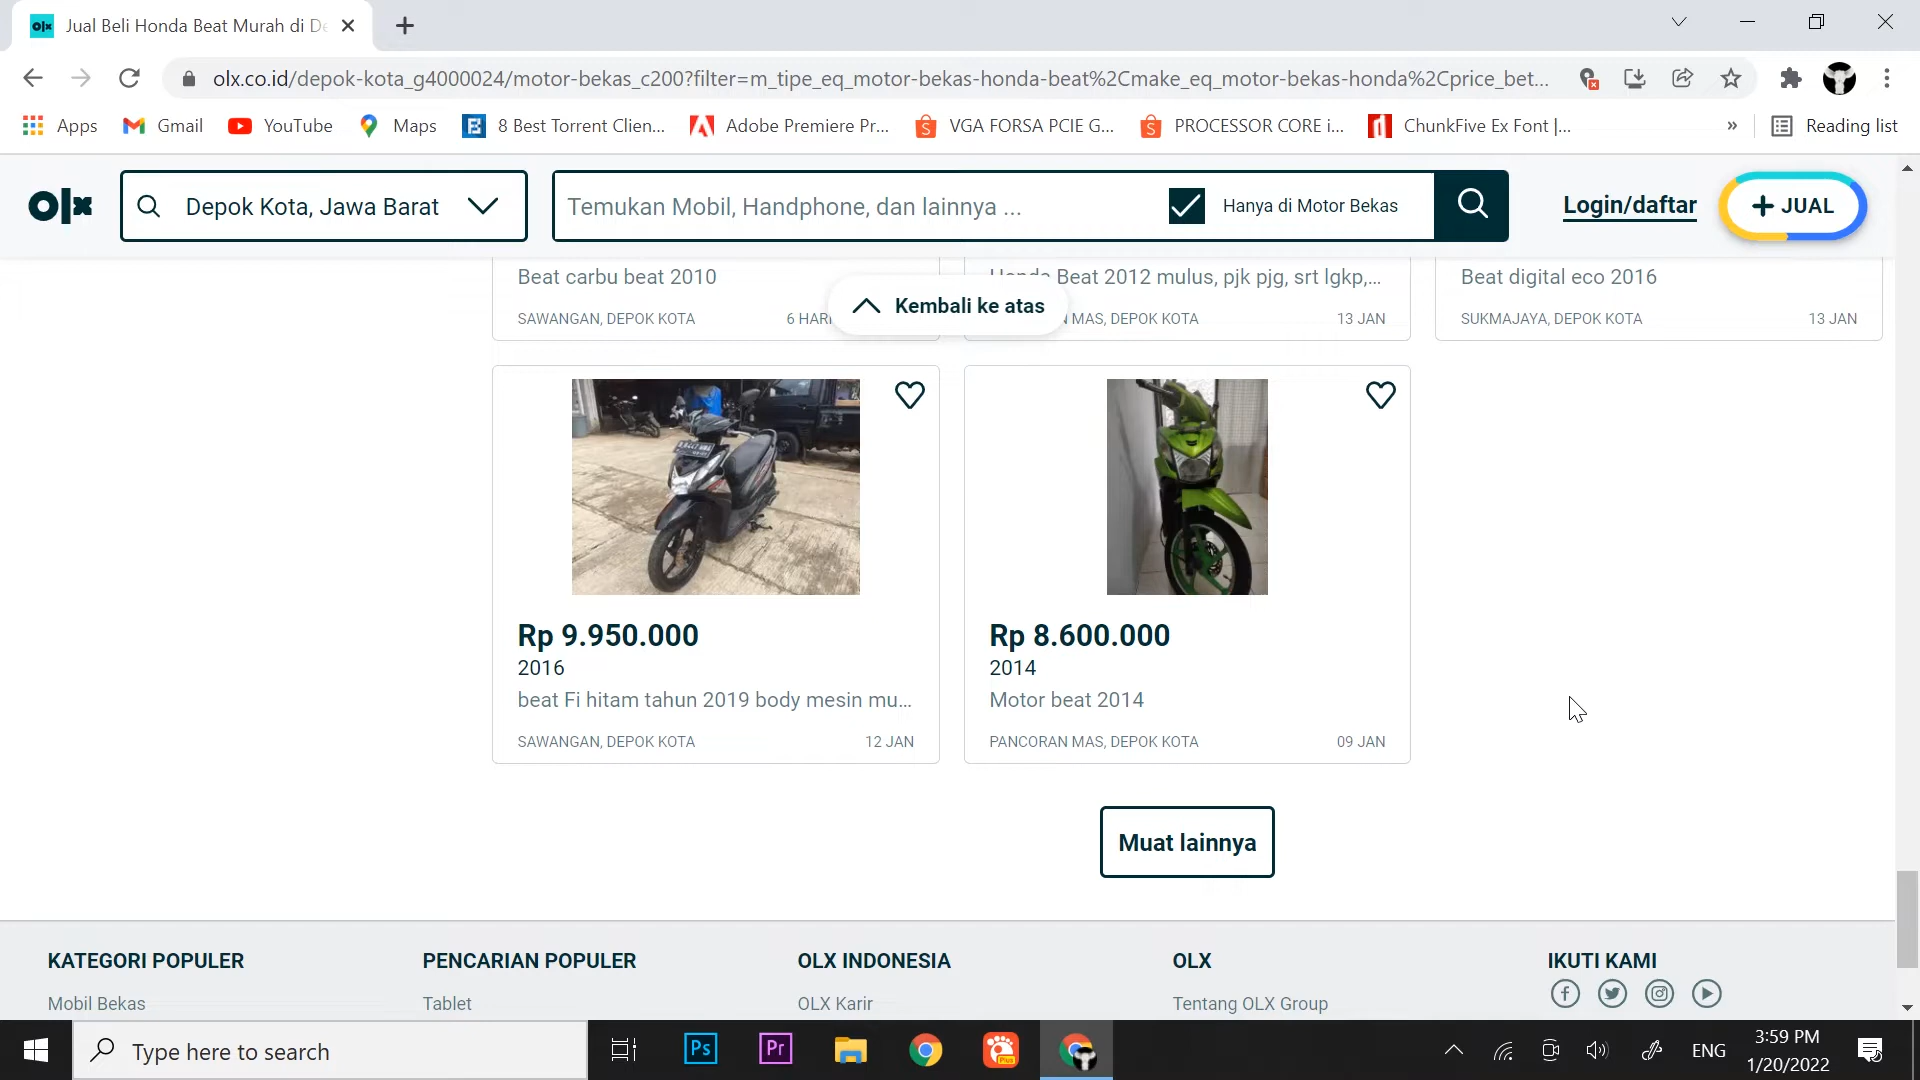 Jual Beli Honda Beat Murah di De
olx.co.id/depok-kota_g4000024/motor-bekas_c200?filter=m_tipe_eq_motor-bekas-honda-beat%2Cmake_eq_motor-bekas-honda%2Cprice_bet...
Apps Gmail YouTube Maps 8 Best Torrent Clien... Adobe Premiere Pr... VGA FORSA PCIE G... PROCESSOR CORE i... ChunkFive Ex Font |... » Reading list
olx Depok Kota, Jawa Barat Temukan Mobil, Handphone, dan lainnya ... Hanya di Motor Bekas Login/daftar + JUAL
Beat carbu beat 2010 Honda Beat 2012 mulus, pjk pjg, srt lgkp,... Beat digital eco 2016
Kembali ke atas
SAWANGAN, DEPOK KOTA 6 HARI MAS, DEPOK KOTA 13 JAN SUKMAJAYA, DEPOK KOTA 13 JAN
Rp 9.950.000 Rp 8.600.000
2016 2014
beat Fi hitam tahun 2019 body mesin mu... Motor beat 2014
SAWANGAN, DEPOK KOTA 12 JAN PANCORAN MAS, DEPOK KOTA 09 JAN
Muat lainnya
KATEGORI POPULER PENCARIAN POPULER OLX INDONESIA OLX IKUTI KAMI
Mobil Bekas Tablet OLX Karir Tentang OLX Group
Type here to search Ps Pr ENG 3:59 PM
1/20/2022